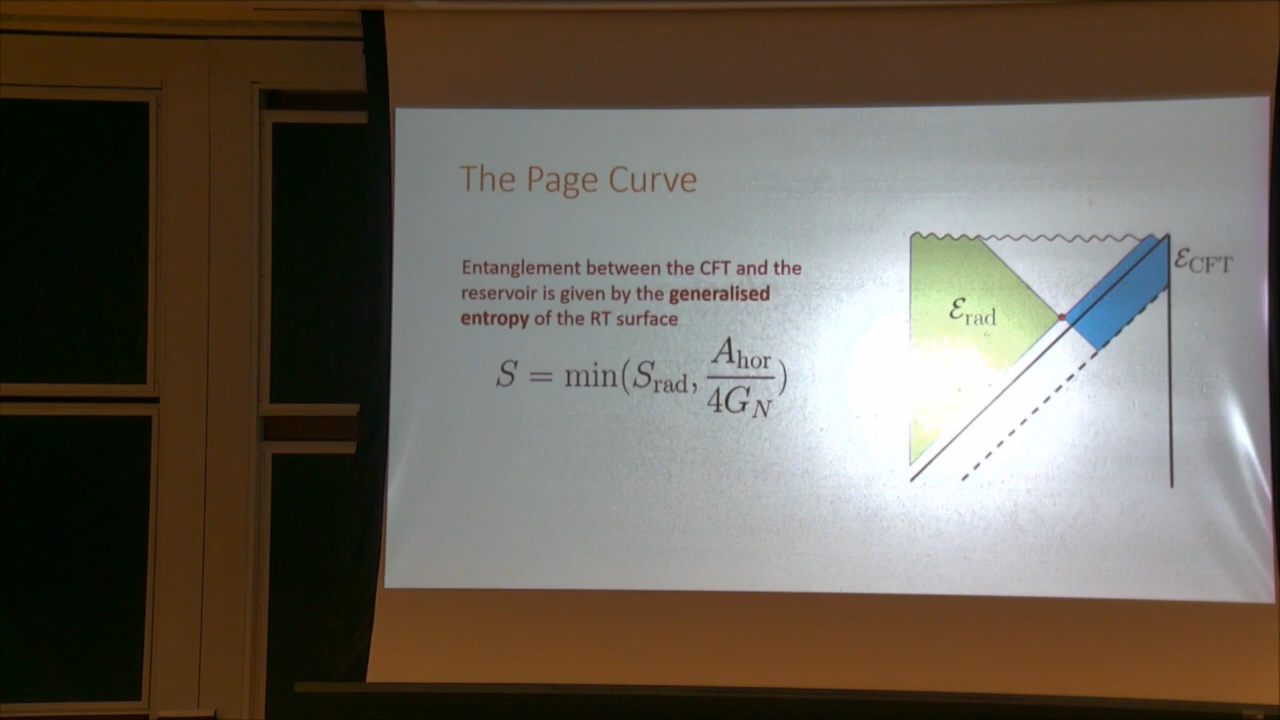 The Page Curve
Entanglement between the CFT and the
reservoir is given by the generalised
entropy of the RT surface
S = min(S_rad, A_hor/4G_N)
ℰ_rad
ℰ_CFT